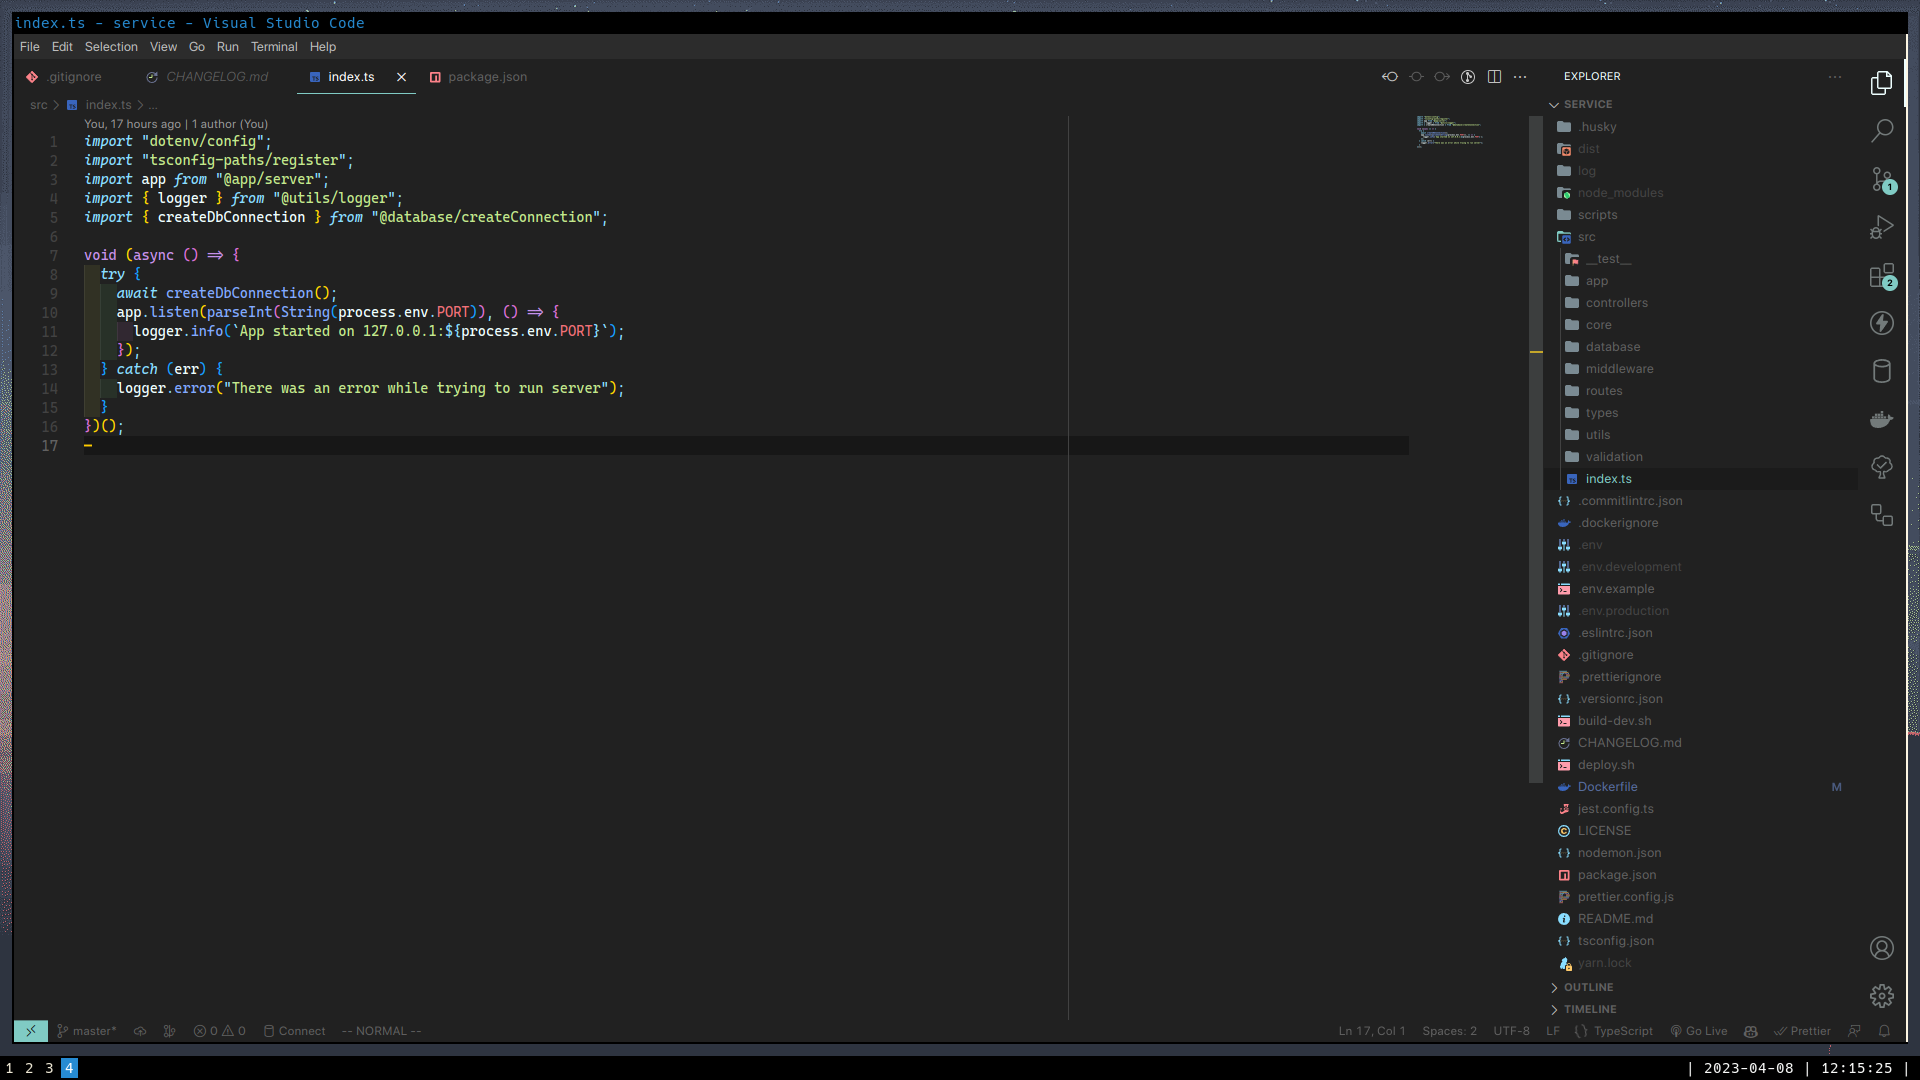 index.ts - service - Visual Studio Code
File Edit Selection View Go Run Terminal Help
.gitignore CHANGELOG.md index.ts package.json
src > index.ts > ...
You, 17 hours ago | 1 author (You)
1 import "dotenv/config";
2 import "tsconfig-paths/register";
3 import app from "@app/server";
4 import { logger } from "@utils/logger";
5 import { createDbConnection } from "@database/createConnection";
6
7 void (async () => {
8 try {
9 await createDbConnection();
10 app.listen(parseInt(String(process.env.PORT)), () => {
11 logger.info(`App started on 127.0.0.1:${process.env.PORT}`);
12 });
13 } catch (err) {
14 logger.error("There was an error while trying to run server");
15 }
16 })();
17
EXPLORER
SERVICE
.husky
dist
log
node_modules
scripts
src
__test__
app
controllers
core
database
middleware
routes
types
utils
validation
index.ts
.commitlintrc.json
.dockerignore
.env
.env.development
.env.example
.env.production
.eslintrc.json
.gitignore
.prettierignore
.versionrc.json
build-dev.sh
CHANGELOG.md
deploy.sh
Dockerfile M
jest.config.ts
LICENSE
nodemon.json
package.json
prettier.config.js
README.md
tsconfig.json
yarn.lock
OUTLINE
TIMELINE
1
2
master* 0 0 Connect -- NORMAL -- Ln 17, Col 1 Spaces: 2 UTF-8 LF TypeScript Go Live Prettier
1 2 3 4 | 2023-04-08 | 12:15:25 |